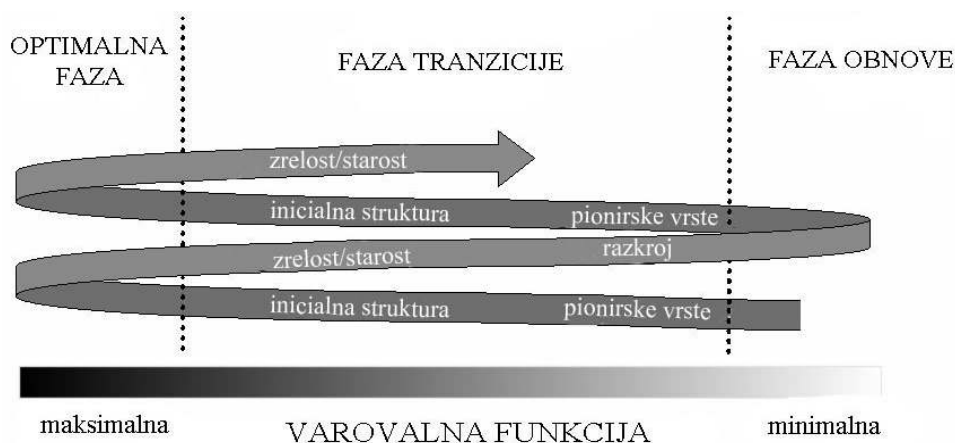 OPTIMALNA
FAZA
FAZA TRANZICIJE
FAZA OBNOVE
zrelost/starost
inicialna struktura
pionirske vrste
zrelost/starost
razkroj
inicialna struktura
pionirske vrste
maksimalna
VAROVALNA FUNKCIJA
minimalna